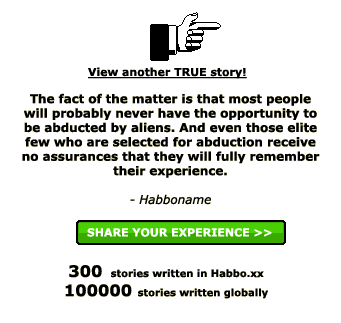 View another TRUE story!
The fact of the matter is that most people
will probably never have the opportunity to
be abducted by aliens. And even those elite
few who are selected for abduction receive
no assurances that they will fully remember
their experience.
- Habboname
SHARE YOUR EXPERIENCE >>
300 stories written in Habbo.xx
100000 stories written globally